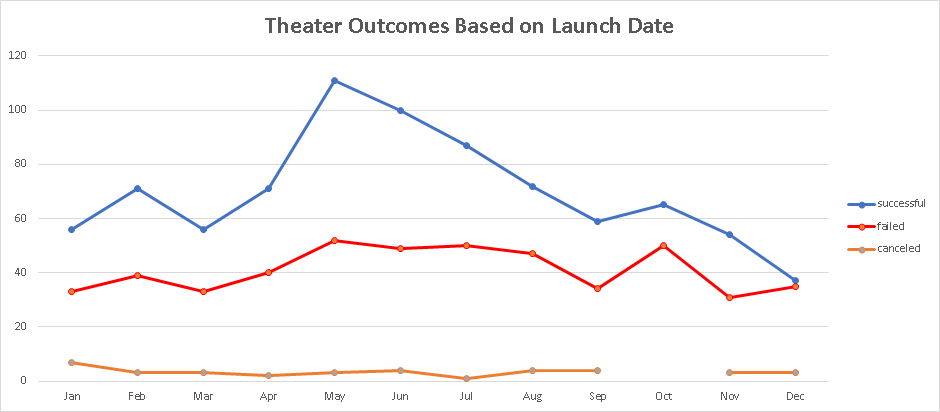 Theater Outcomes Based on Launch Date
120
100
80
60
40
20
0
successful
failed
canceled
Jan Feb Mar Apr May Jun Jul Aug Sep Oct Nov Dec